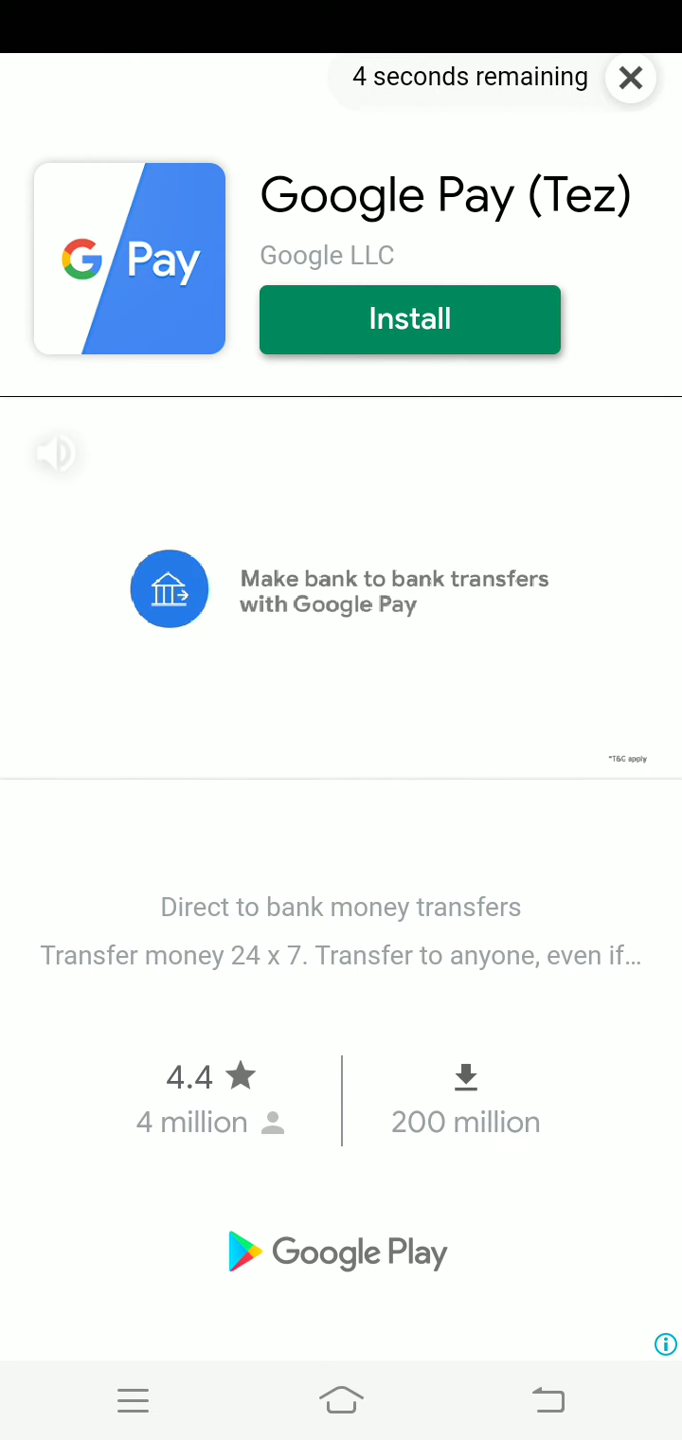 4 seconds remaining
G Pay
Google Pay (Tez)
Google LLC
Install
Make bank to bank transfers
with Google Pay
*T&C apply
Direct to bank money transfers
Transfer money 24 x 7. Transfer to anyone, even if...
4.4
4 million
200 million
Google Play